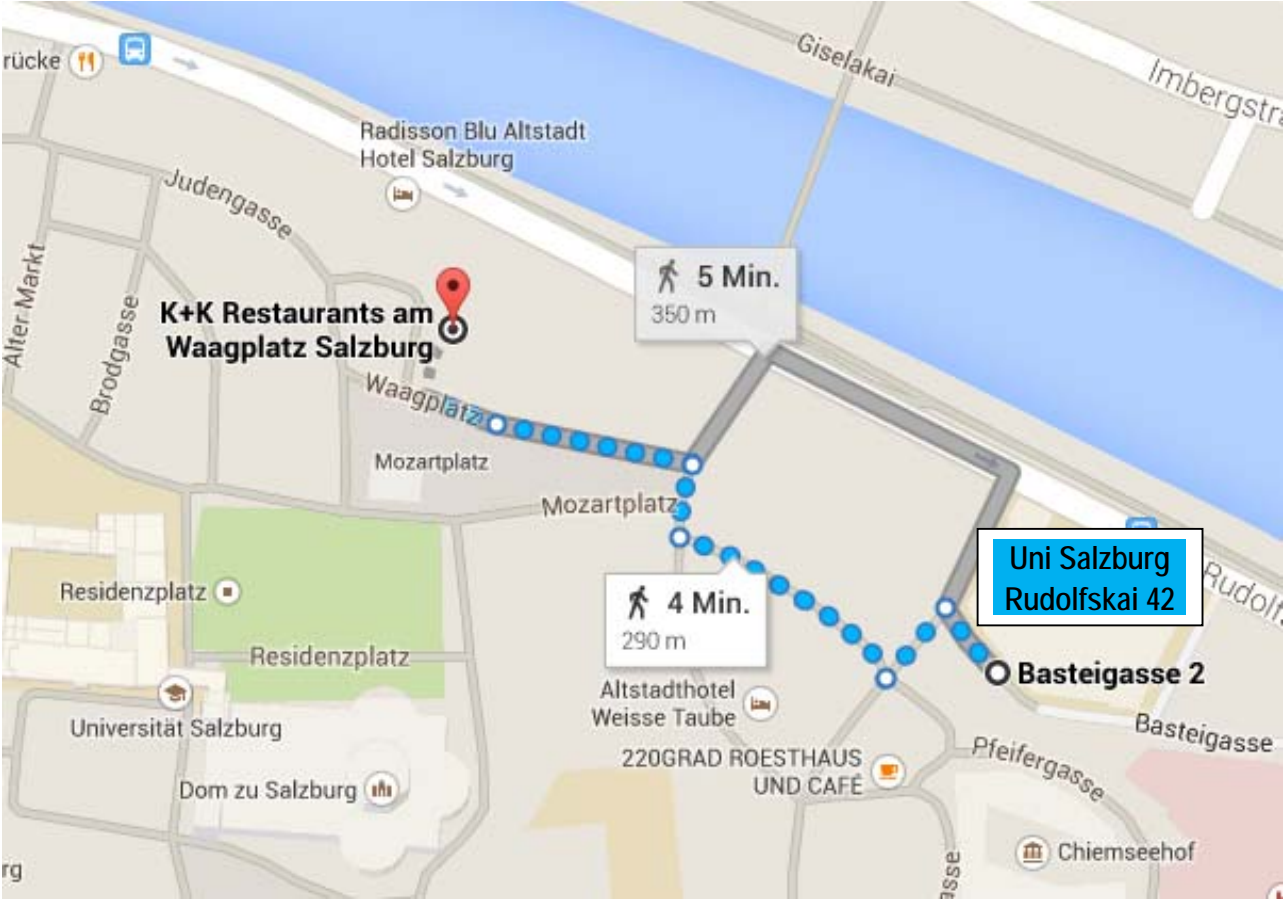 rücke
Giselakai
Imbergstra
Radisson Blu Altstadt
Hotel Salzburg
Judengasse
Alter Markt
Brodgasse
K+K Restaurants am
Waagplatz Salzburg
5 Min.
350 m
Waagplatz
Mozartplatz
Mozartplatz
Uni Salzburg
Rudolfskai 42
Rudolfs
4 Min.
290 m
Residenzplatz
Residenzplatz
Basteigasse 2
Altstadthotel
Weisse Taube
Universität Salzburg
Basteigasse
220GRAD ROESTHAUS
UND CAFÉ
Pfeifergasse
Dom zu Salzburg
Chiemseehof
rg
asse